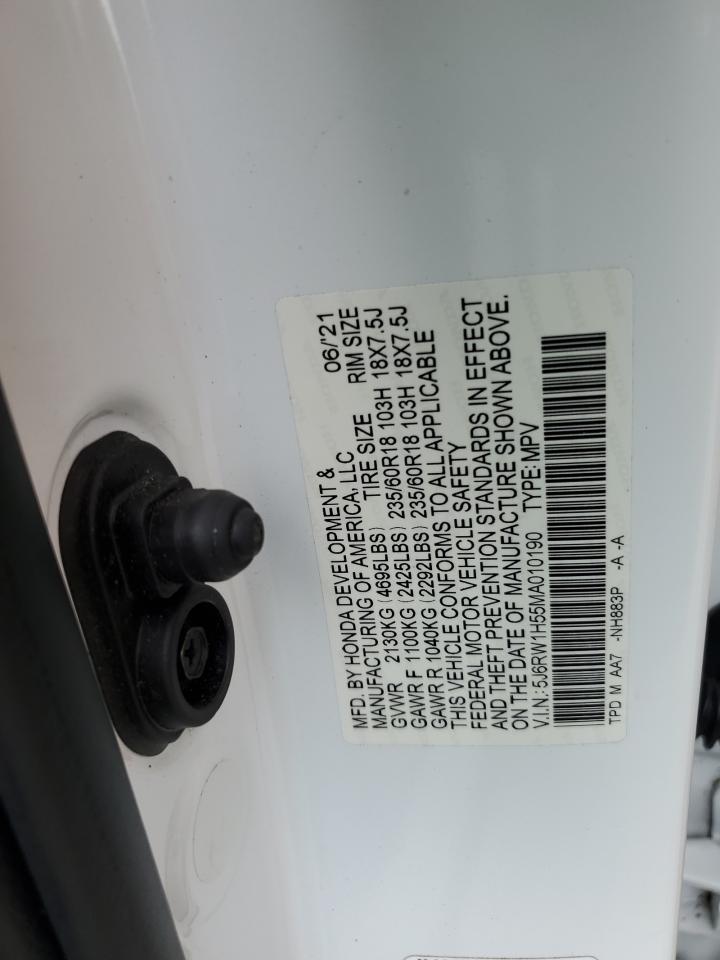 MFD. BY HONDA DEVELOPMENT &
MANUFACTURING OF AMERICA, LLC 06/'21
TIRE SIZE RIM SIZE
GVWR 2130KG (4695LBS)
GAWR F 1100KG (2425LBS) 235/60R18 103H 18X7.5J
GAWR R 1040KG (2292LBS) 235/60R18 103H 18X7.5J
THIS VEHICLE CONFORMS TO ALL APPLICABLE
FEDERAL MOTOR VEHICLE SAFETY
AND THEFT PREVENTION STANDARDS IN EFFECT
ON THE DATE OF MANUFACTURE SHOWN ABOVE.
V.I.N.: 5J6RW1H55MA010190 TYPE: MPV
TPD M AA7 -NH883P -A -A